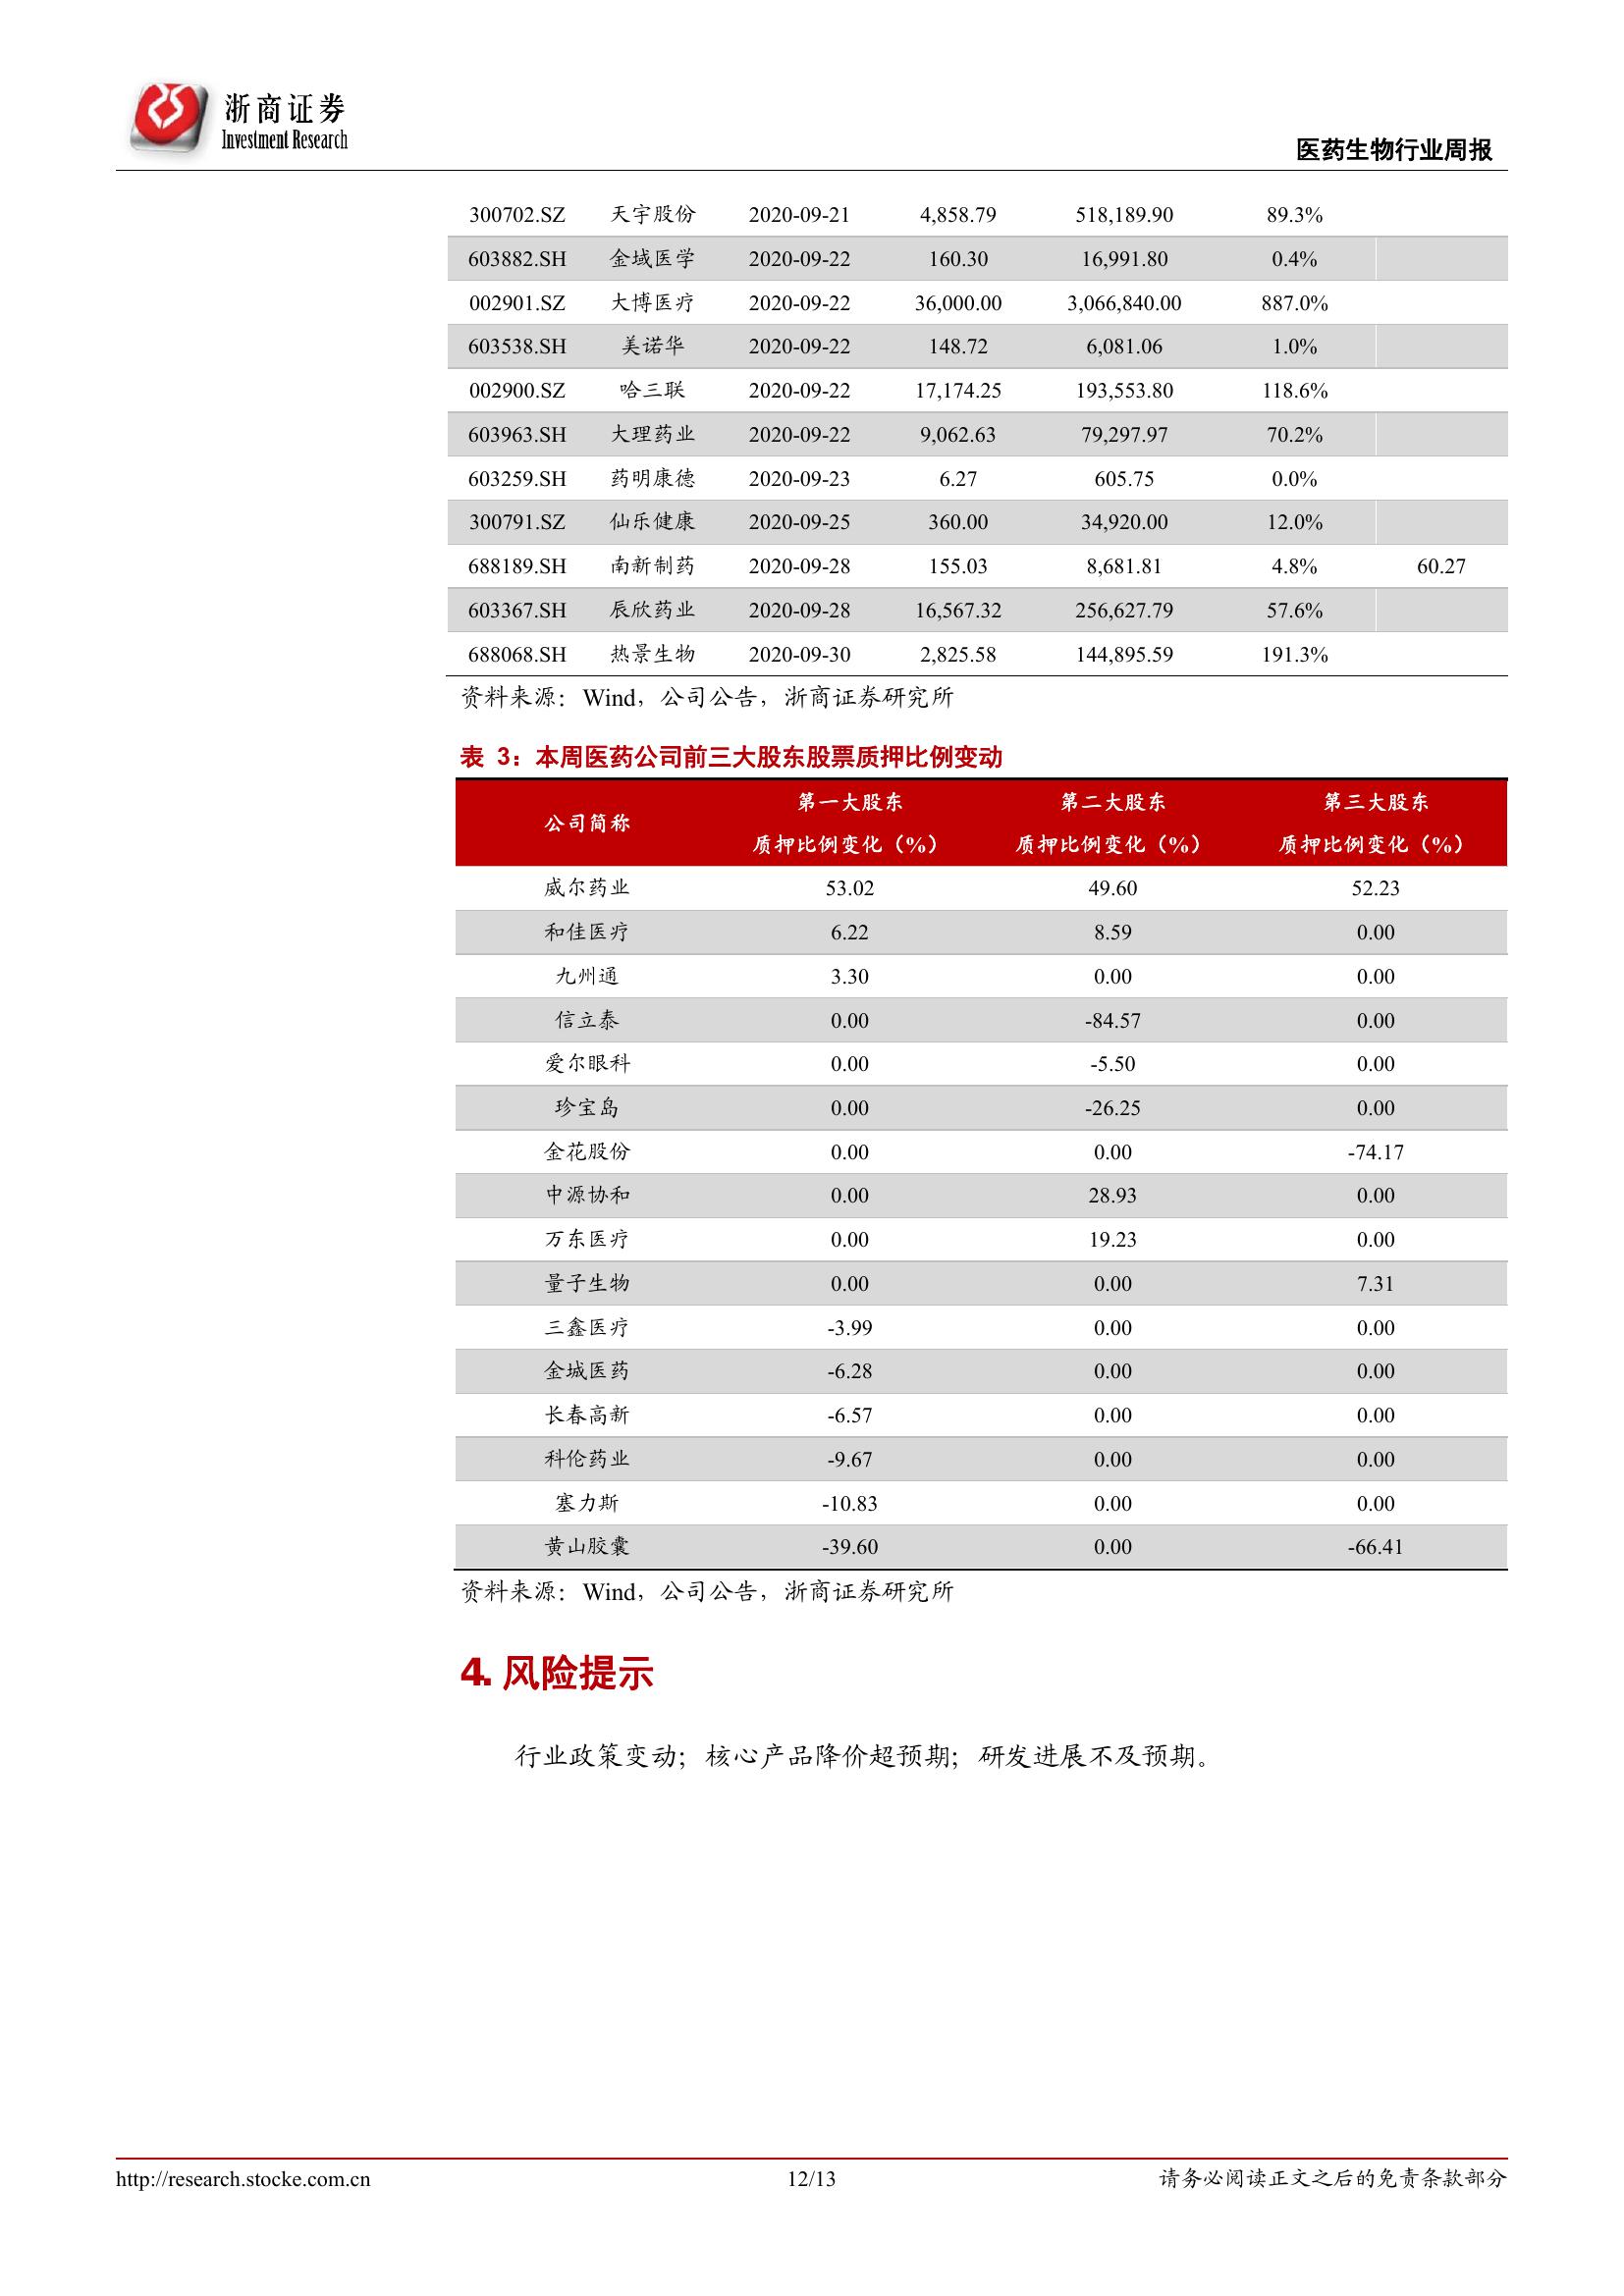 浙商证券
Investment Research
医药生物行业周报
300702.SZ 天宇股份 2020-09-21 4,858.79 518,189.90 89.3%
603882.SH 金域医学 2020-09-22 160.30 16,991.80 0.4%
002901.SZ 大博医疗 2020-09-22 36,000.00 3,066,840.00 887.0%
603538.SH 美诺华 2020-09-22 148.72 6,081.06 1.0%
002900.SZ 哈三联 2020-09-22 17,174.25 193,553.80 118.6%
603963.SH 大理药业 2020-09-22 9,062.63 79,297.97 70.2%
603259.SH 药明康德 2020-09-23 6.27 605.75 0.0%
300791.SZ 仙乐健康 2020-09-25 360.00 34,920.00 12.0%
688189.SH 南新制药 2020-09-28 155.03 8,681.81 4.8% 60.27
603367.SH 辰欣药业 2020-09-28 16,567.32 256,627.79 57.6%
688068.SH 热景生物 2020-09-30 2,825.58 144,895.59 191.3%
资料来源：Wind，公司公告，浙商证券研究所
表 3：本周医药公司前三大股东股票质押比例变动
公司简称 第一大股东 第二大股东 第三大股东
质押比例变化（%） 质押比例变化（%） 质押比例变化（%）
威尔药业 53.02 49.60 52.23
和佳医疗 6.22 8.59 0.00
九州通 3.30 0.00 0.00
信立泰 0.00 -84.57 0.00
爱尔眼科 0.00 -5.50 0.00
珍宝岛 0.00 -26.25 0.00
金花股份 0.00 0.00 -74.17
中源协和 0.00 28.93 0.00
万东医疗 0.00 19.23 0.00
量子生物 0.00 0.00 7.31
三鑫医疗 -3.99 0.00 0.00
金城医药 -6.28 0.00 0.00
长春高新 -6.57 0.00 0.00
科伦药业 -9.67 0.00 0.00
塞力斯 -10.83 0.00 0.00
黄山胶囊 -39.60 0.00 -66.41
资料来源：Wind，公司公告，浙商证券研究所
4. 风险提示
行业政策变动；核心产品降价超预期；研发进展不及预期。
http://research.stocke.com.cn 12/13 请务必阅读正文之后的免责条款部分